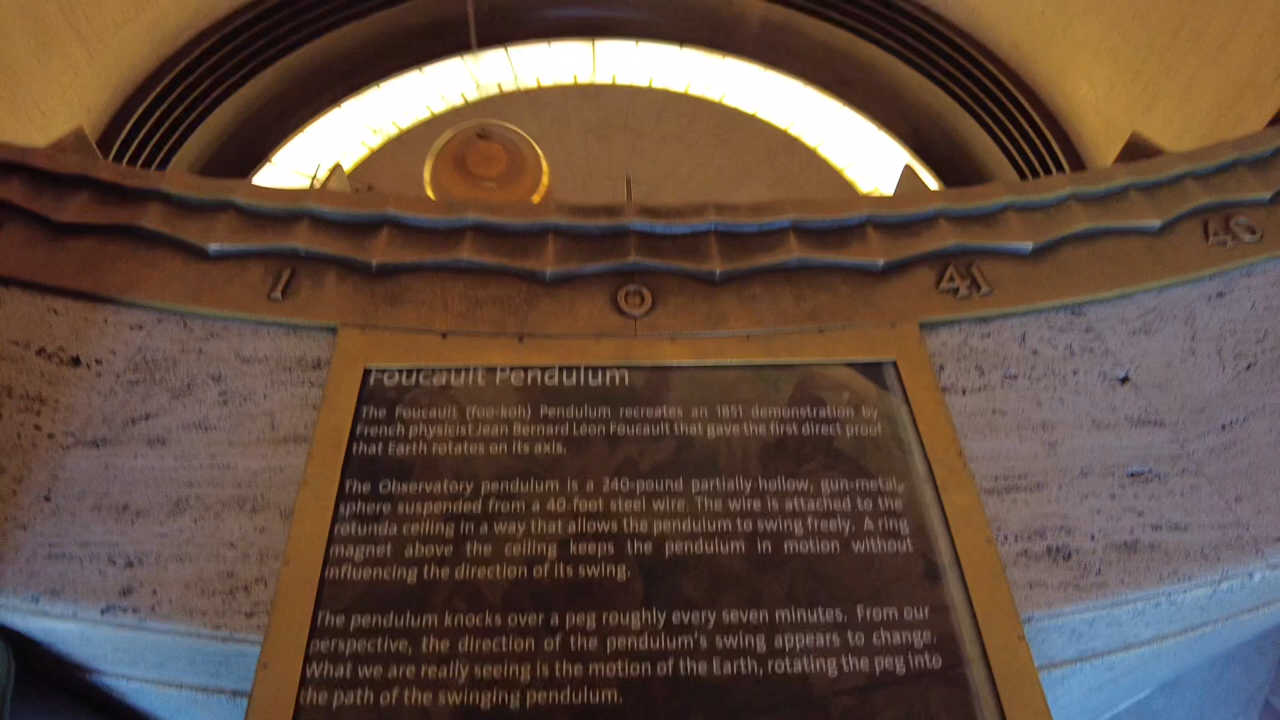 1 0 41 40
Foucault Pendulum
The Foucault (foo-koh) Pendulum recreates an 1851 demonstration by
French physicist Jean Bernard Léon Foucault that gave the first direct proof
that Earth rotates on its axis.
The Observatory pendulum is a 240-pound partially hollow, gun-metal,
sphere suspended from a 40-foot steel wire. The wire is attached to the
rotunda ceiling in a way that allows the pendulum to swing freely. A ring
magnet above the ceiling keeps the pendulum in motion without
influencing the direction of its swing.
The pendulum knocks over a peg roughly every seven minutes. From our
perspective, the direction of the pendulum's swing appears to change.
What we are really seeing is the motion of the Earth, rotating the peg into
the path of the swinging pendulum.